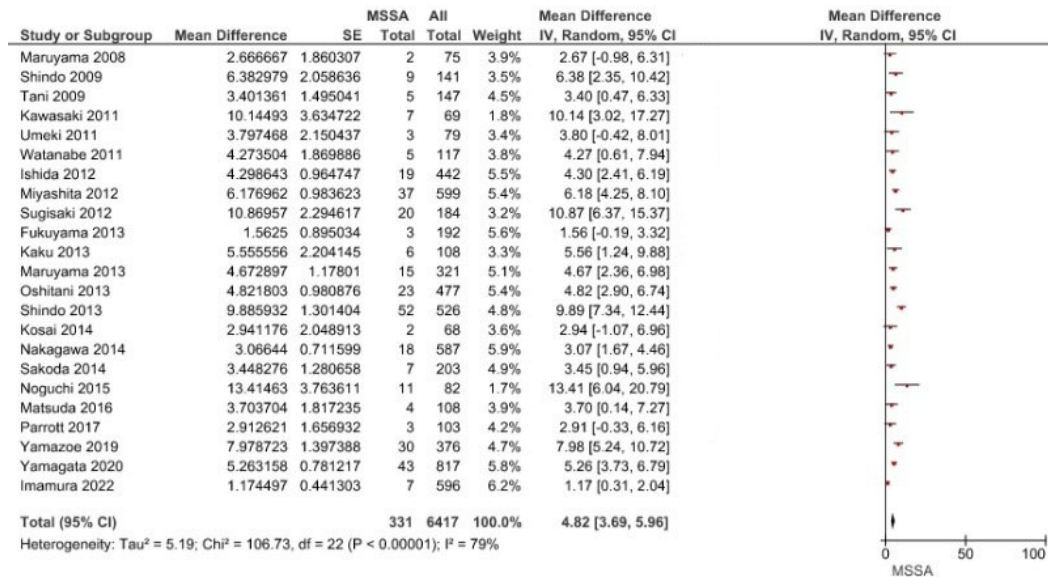 MSSA All Mean Difference Mean Difference
Study or Subgroup Mean Difference SE Total Total Weight IV, Random, 95% CI IV, Random, 95% CI
Maruyama 2008 2.666667 1.860307 2 75 3.9% 2.67 [-0.98, 6.31]
Shindo 2009 6.382979 2.058636 9 141 3.6% 6.38 [2.35, 10.42]
Tani 2009 3.401361 1.495041 5 147 4.5% 3.40 [0.47, 6.33]
Kawasaki 2011 10.14493 3.634722 7 69 1.8% 10.14 [3.02, 17.27]
Umeki 2011 3.797468 2.150437 3 79 3.4% 3.80 [-0.42, 8.01]
Watanabe 2011 4.273504 1.869886 5 117 3.8% 4.27 [0.61, 7.94]
Ishida 2012 4.298643 0.964747 19 442 5.5% 4.30 [2.41, 6.19]
Miyashita 2012 6.176962 0.983623 37 599 5.4% 6.18 [4.25, 8.10]
Sugisaki 2012 10.86957 2.294617 20 184 3.2% 10.87 [6.37, 15.37]
Fukuyama 2013 1.5625 0.895034 3 192 5.6% 1.56 [-0.19, 3.32]
Kaku 2013 5.555556 2.204145 6 108 3.3% 5.56 [1.24, 9.88]
Maruyama 2013 4.672897 1.17801 15 321 5.1% 4.67 [2.36, 6.98]
Oshitani 2013 4.821803 0.980876 23 477 5.4% 4.82 [2.90, 6.74]
Shindo 2013 9.885932 1.301404 52 526 4.8% 9.89 [7.34, 12.44]
Kosai 2014 2.941176 2.048913 2 68 3.6% 2.94 [-1.07, 6.96]
Nakagawa 2014 3.06644 0.711599 18 587 5.9% 3.07 [1.67, 4.46]
Sakoda 2014 3.448276 1.280658 7 203 4.9% 3.45 [0.94, 5.96]
Noguchi 2015 13.41463 3.763611 11 82 1.7% 13.41 [6.04, 20.79]
Matsuda 2016 3.703704 1.817235 4 108 3.9% 3.70 [0.14, 7.27]
Parrott 2017 2.912621 1.656932 3 103 4.2% 2.91 [-0.33, 6.16]
Yamazoe 2019 7.978723 1.397388 30 376 4.7% 7.98 [5.24, 10.72]
Yamagata 2020 5.263158 0.781217 43 817 5.8% 5.26 [3.73, 6.79]
Imamura 2022 1.174497 0.441303 7 596 6.2% 1.17 [0.31, 2.04]
Total (95% CI) 331 6417 100.0% 4.82 [3.69, 5.96]
Heterogeneity: Tau² = 5.19; Chi² = 106.73, df = 22 (P < 0.00001); I² = 79%
0 50 100
MSSA